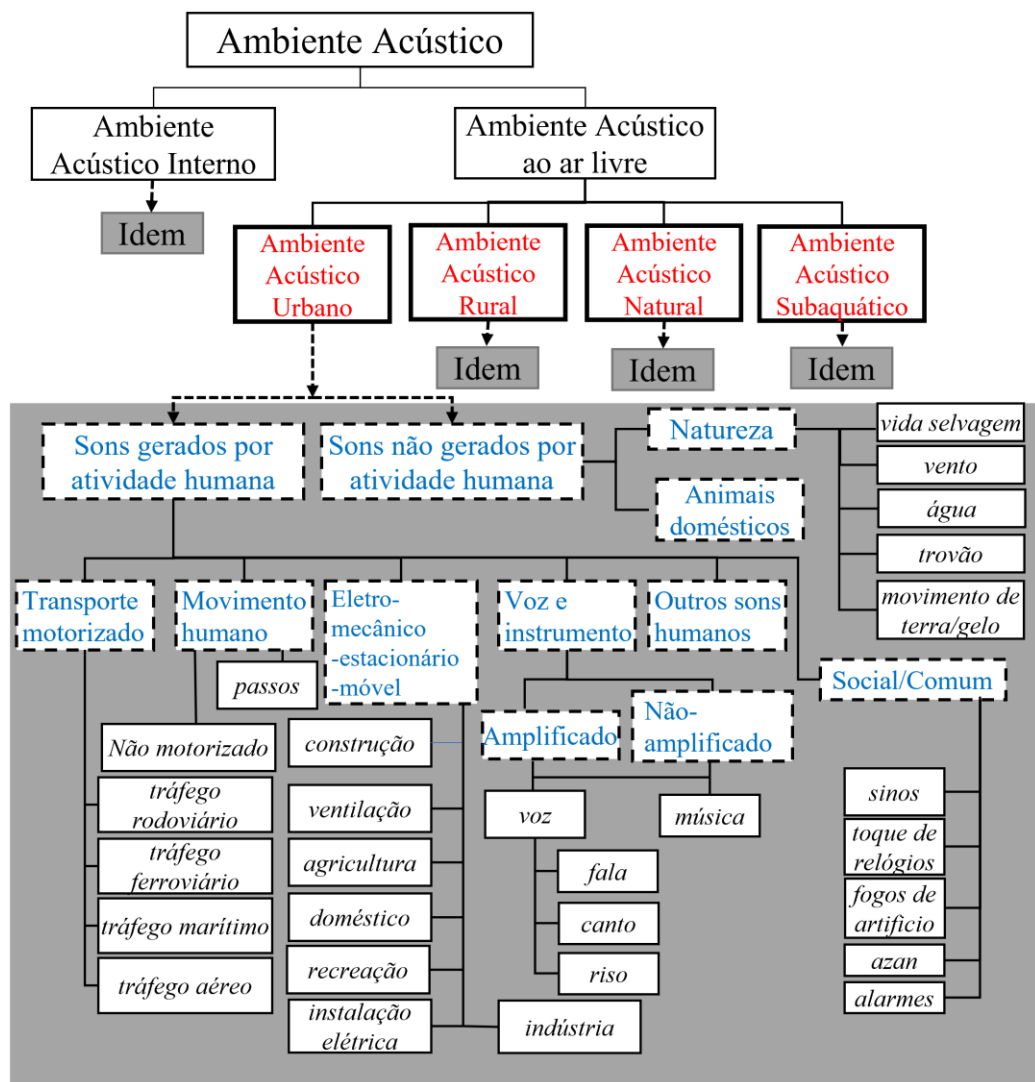 Ambiente Acústico
Ambiente
Acústico Interno
Ambiente Acústico
ao ar livre
Idem
Ambiente
Acústico
Urbano
Ambiente
Acústico
Rural
Ambiente
Acústico
Natural
Ambiente
Acústico
Subaquático
Idem
Idem
Idem
Sons gerados por
atividade humana
Sons não gerados por
atividade humana
Natureza
Animais
domésticos
vida selvagem
vento
água
trovão
movimento de
terra/gelo
Transporte
motorizado
Movimento
humano
Eletro-
mecânico
-estacionário
-móvel
Voz e
instrumento
Outros sons
humanos
Social/Comum
passos
Não motorizado
tráfego
rodoviário
tráfego
ferroviário
tráfego marítimo
tráfego aéreo
construção
ventilação
agricultura
doméstico
recreação
instalação
elétrica
indústria
Amplificado
Não-
amplificado
voz
música
fala
canto
riso
sinos
toque de
relógios
fogos de
artificio
azan
alarmes